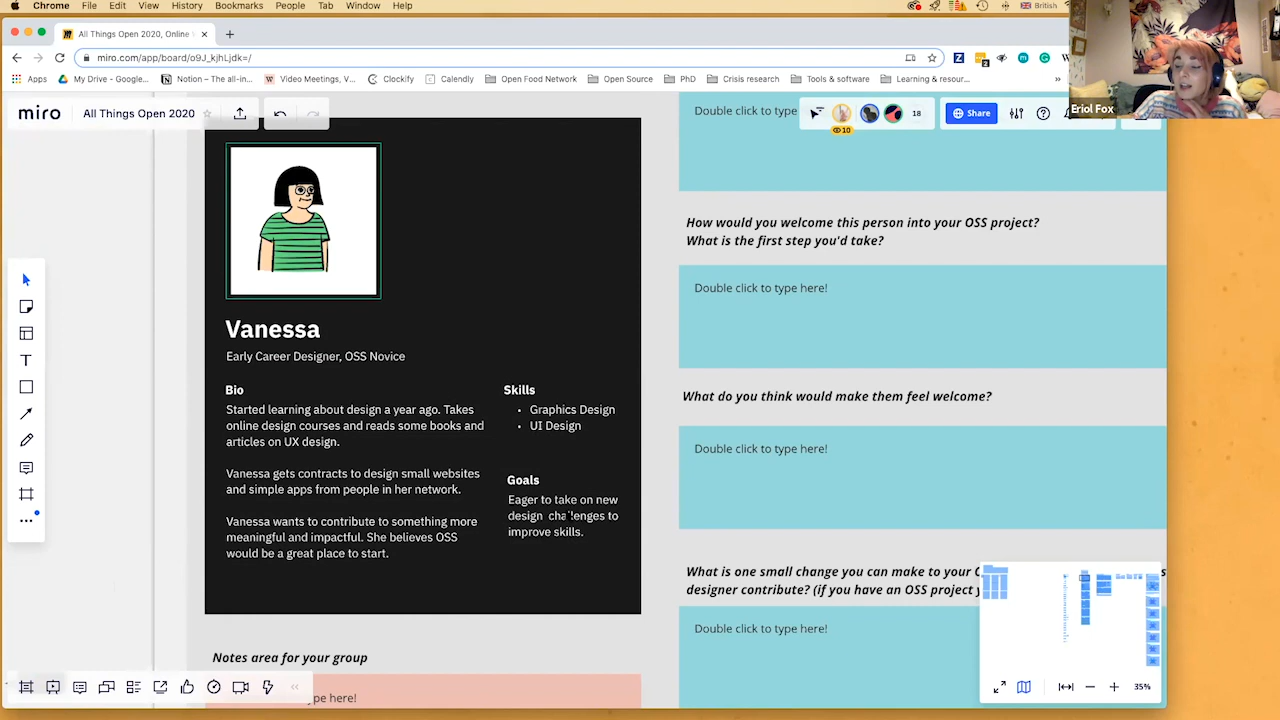 Chrome File Edit View History Bookmarks People Tab Window Help
British
All Things Open 2020, Online
miro.com/app/board/o9J_kjhLjdk=/
Apps My Drive - Google... Notion – The all-in... Video Meetings, V... Clockify Calendly Open Food Network Open Source PhD Crisis research Tools & software Learning & resour... »
Eriol Fox
miro All Things Open 2020
18
Share
10
Double click to type
How would you welcome this person into your OSS project?
What is the first step you'd take?
Double click to type here!
What do you think would make them feel welcome?
Double click to type here!
What is one small change you can make to your
designer contribute? (if you have an OSS project
Double click to type here!
Vanessa
Early Career Designer, OSS Novice
Bio
Started learning about design a year ago. Takes
online design courses and reads some books and
articles on UX design.
Vanessa gets contracts to design small websites
and simple apps from people in her network.
Vanessa wants to contribute to something more
meaningful and impactful. She believes OSS
would be a great place to start.
Skills
• Graphics Design
• UI Design
Goals
Eager to take on new
design challenges to
improve skills.
Notes area for your group
ype here!
35%